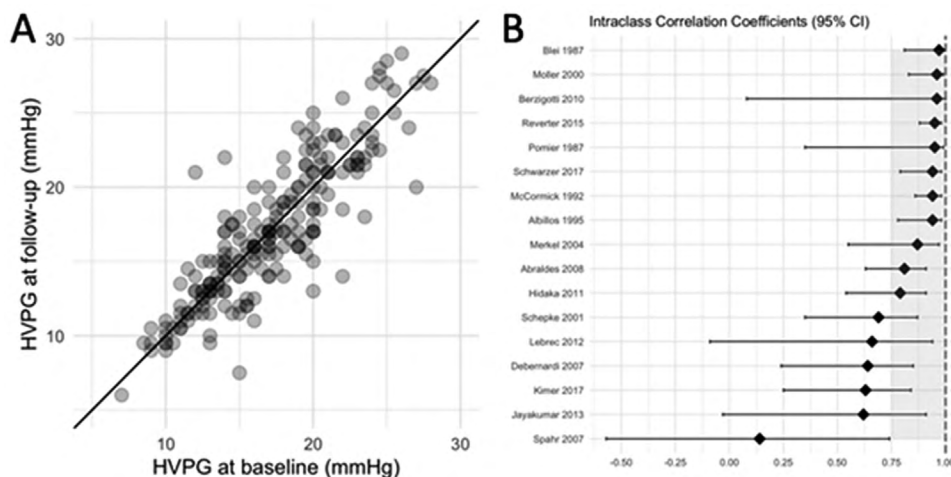 A
HVPG at follow-up (mmHg)
30
20
10
10 20 30
HVPG at baseline (mmHg)
B
Intraclass Correlation Coefficients (95% CI)
Blei 1987
Moller 2000
Berzigotti 2010
Reverter 2015
Pomier 1987
Schwarzer 2017
McCormick 1992
Albillos 1995
Merkel 2004
Abraldes 2008
Hidaka 2011
Schepke 2001
Lebrec 2012
Debernardi 2007
Kimer 2017
Jayakumar 2013
Spahr 2007
-0.50 -0.25 0.00 0.25 0.50 0.75 1.00